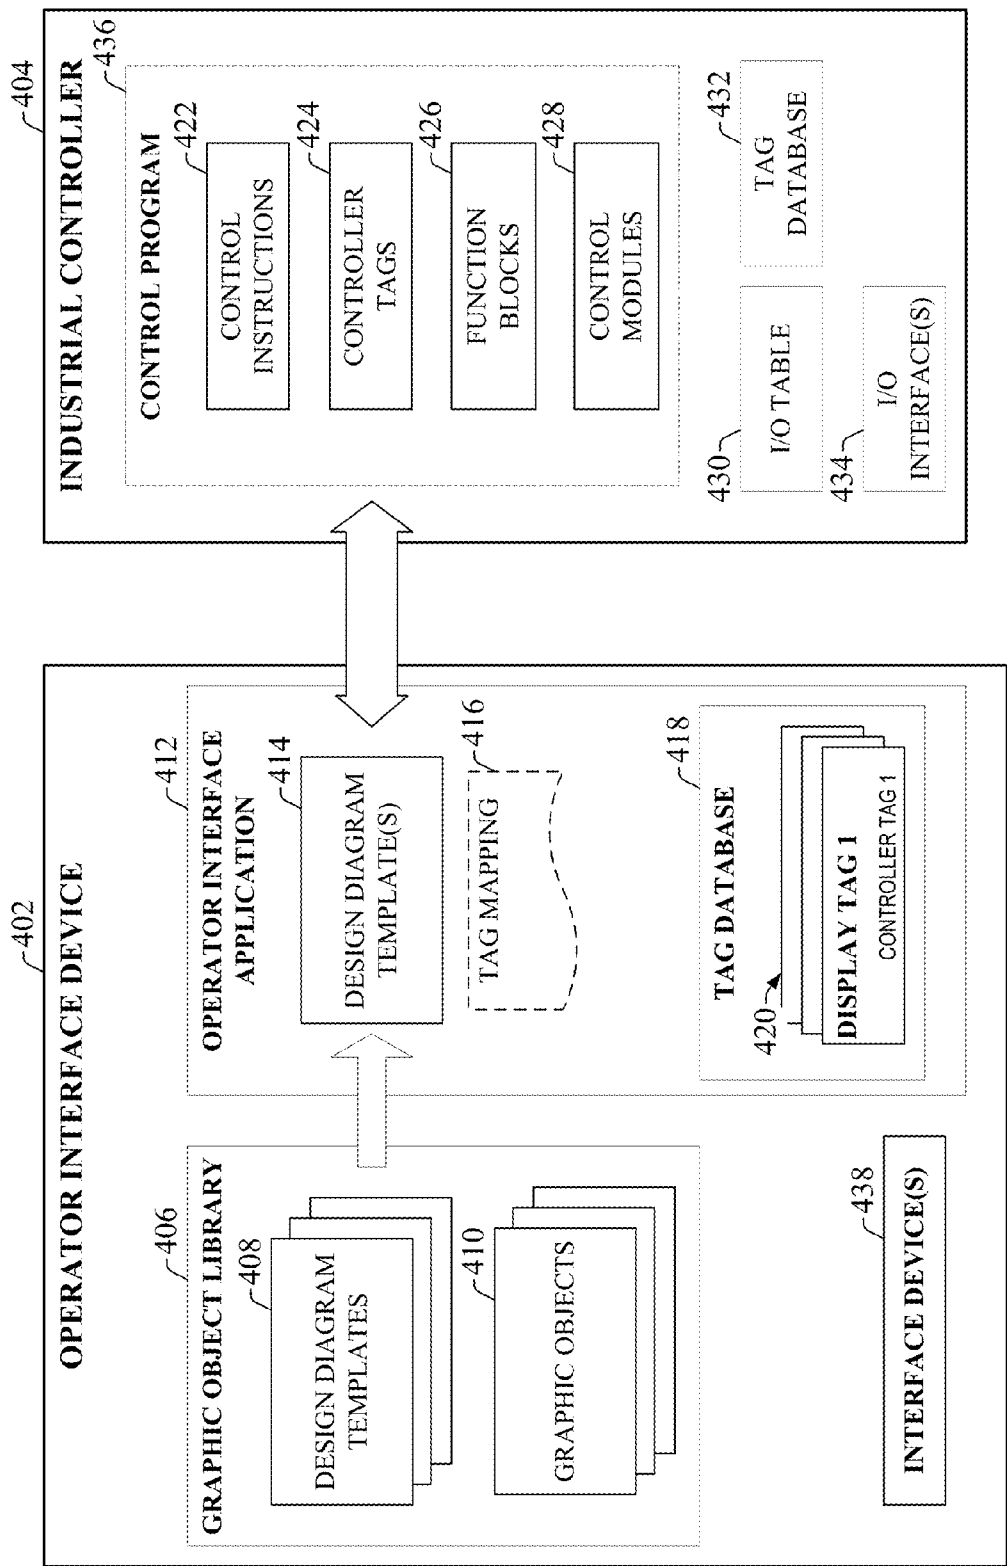 402
OPERATOR INTERFACE DEVICE
406
GRAPHIC OBJECT LIBRARY
408
DESIGN DIAGRAM
TEMPLATES
410
GRAPHIC OBJECTS
438
INTERFACE DEVICE(S)
412
OPERATOR INTERFACE
APPLICATION
414
DESIGN DIAGRAM
TEMPLATE(S)
416
TAG MAPPING
418
TAG DATABASE
420
DISPLAY TAG 1
CONTROLLER TAG 1
404
INDUSTRIAL CONTROLLER
436
CONTROL PROGRAM
422
CONTROL
INSTRUCTIONS
424
CONTROLLER
TAGS
426
FUNCTION
BLOCKS
428
CONTROL
MODULES
430
I/O TABLE
432
TAG
DATABASE
434
I/O
INTERFACE(S)